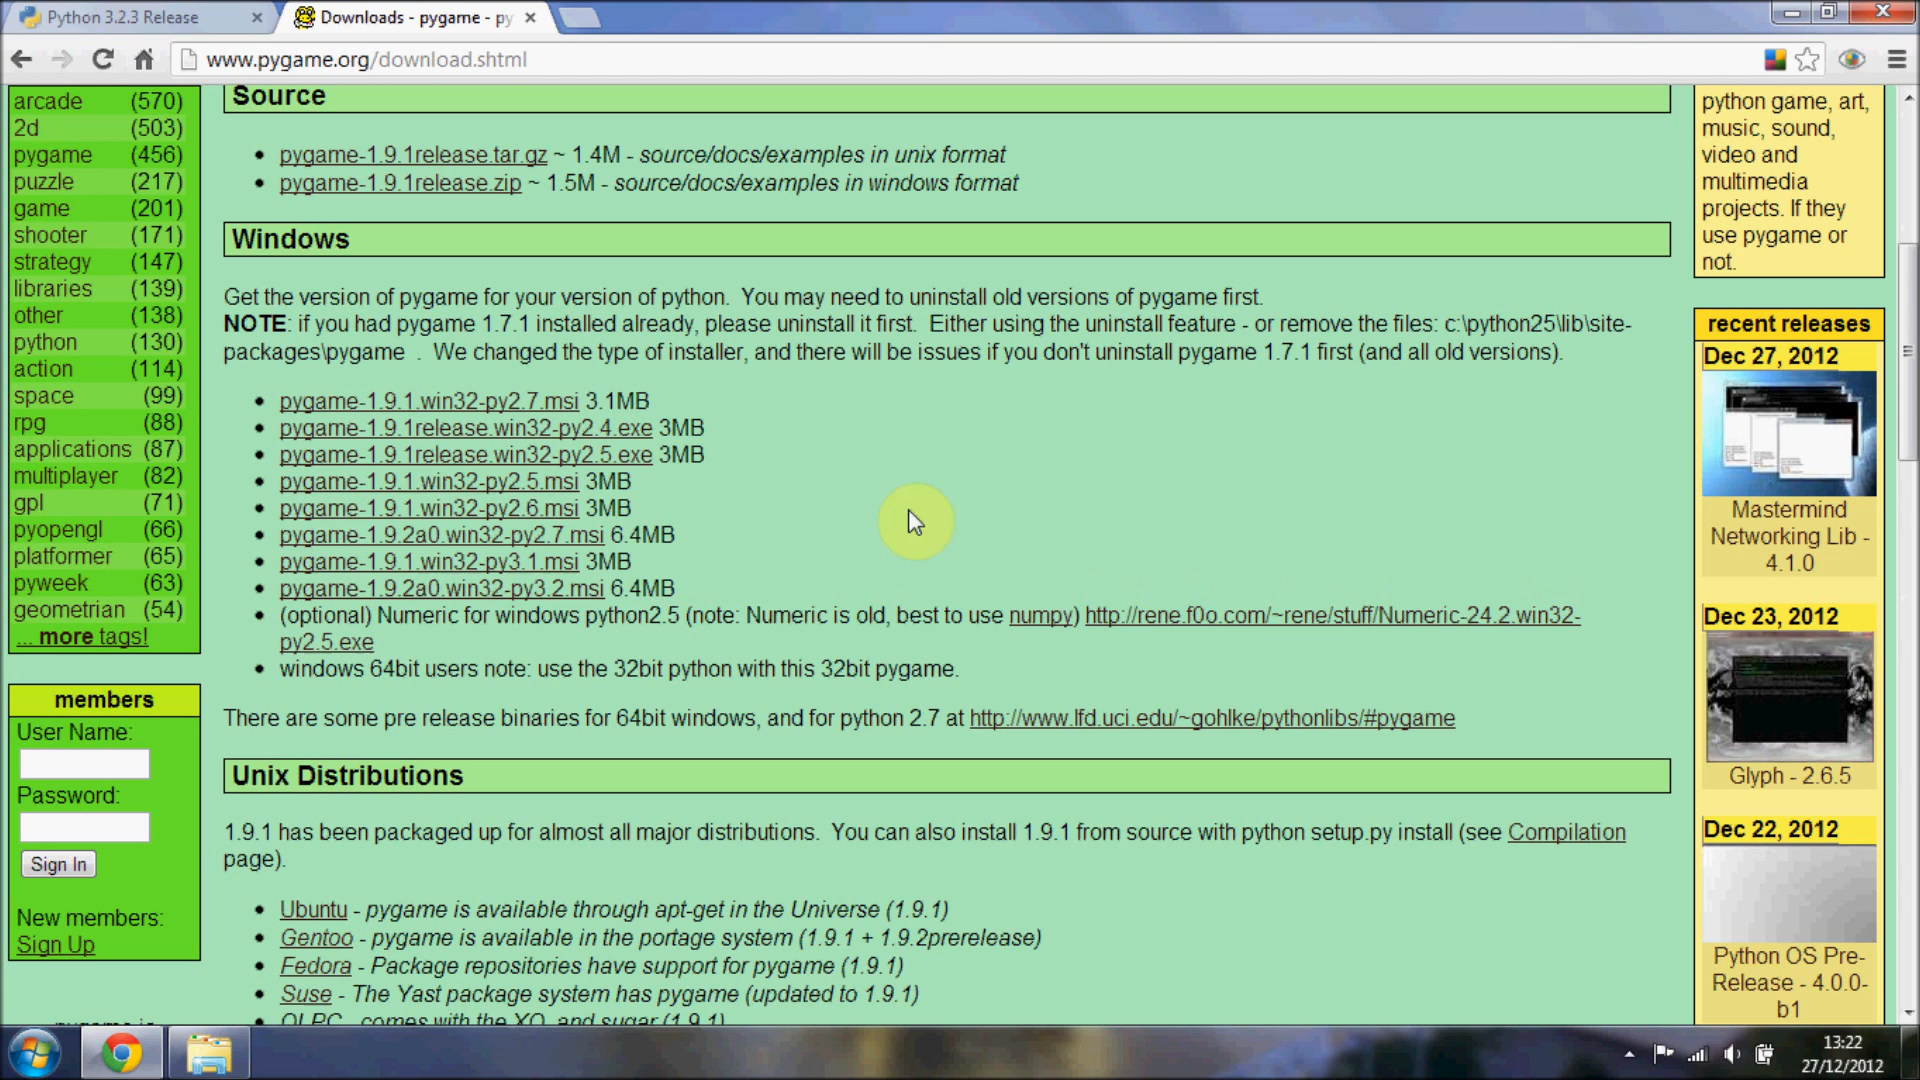 Python 3.2.3 Release
Downloads - pygame - py
www.pygame.org/download.shtml
arcade (570)
2d (503)
pygame (456)
puzzle (217)
game (201)
shooter (171)
strategy (147)
libraries (139)
other (138)
python (130)
action (114)
space (99)
rpg (88)
applications (87)
multiplayer (82)
gpl (71)
pyopengl (66)
platformer (65)
pyweek (63)
geometrian (54)
... more tags!
members
User Name:
Password:
Sign In
New members:
Sign Up
Source
• pygame-1.9.1release.tar.gz ~ 1.4M - source/docs/examples in unix format
• pygame-1.9.1release.zip ~ 1.5M - source/docs/examples in windows format
Windows
Get the version of pygame for your version of python. You may need to uninstall old versions of pygame first.
NOTE: if you had pygame 1.7.1 installed already, please uninstall it first. Either using the uninstall feature - or remove the files: c:\python25\lib\site-
packages\pygame . We changed the type of installer, and there will be issues if you don't uninstall pygame 1.7.1 first (and all old versions).
• pygame-1.9.1.win32-py2.7.msi 3.1MB
• pygame-1.9.1release.win32-py2.4.exe 3MB
• pygame-1.9.1release.win32-py2.5.exe 3MB
• pygame-1.9.1.win32-py2.5.msi 3MB
• pygame-1.9.1.win32-py2.6.msi 3MB
• pygame-1.9.2a0.win32-py2.7.msi 6.4MB
• pygame-1.9.1.win32-py3.1.msi 3MB
• pygame-1.9.2a0.win32-py3.2.msi 6.4MB
• (optional) Numeric for windows python2.5 (note: Numeric is old, best to use numpy) http://rene.f0o.com/~rene/stuff/Numeric-24.2.win32-
py2.5.exe
• windows 64bit users note: use the 32bit python with this 32bit pygame.
There are some pre release binaries for 64bit windows, and for python 2.7 at http://www.lfd.uci.edu/~gohlke/pythonlibs/#pygame
Unix Distributions
1.9.1 has been packaged up for almost all major distributions. You can also install 1.9.1 from source with python setup.py install (see Compilation
page).
• Ubuntu - pygame is available through apt-get in the Universe (1.9.1)
• Gentoo - pygame is available in the portage system (1.9.1 + 1.9.2prerelease)
• Fedora - Package repositories have support for pygame (1.9.1)
• Suse - The Yast package system has pygame (updated to 1.9.1)
• OLPC - comes with the XO, and sugar (1.9.1)
python game, art,
music, sound,
video and
multimedia
projects. If they
use pygame or
not.
recent releases
Dec 27, 2012
Mastermind
Networking Lib -
4.1.0
Dec 23, 2012
Glyph - 2.6.5
Dec 22, 2012
Python OS Pre-
Release - 4.0.0-
b1
13:22
27/12/2012